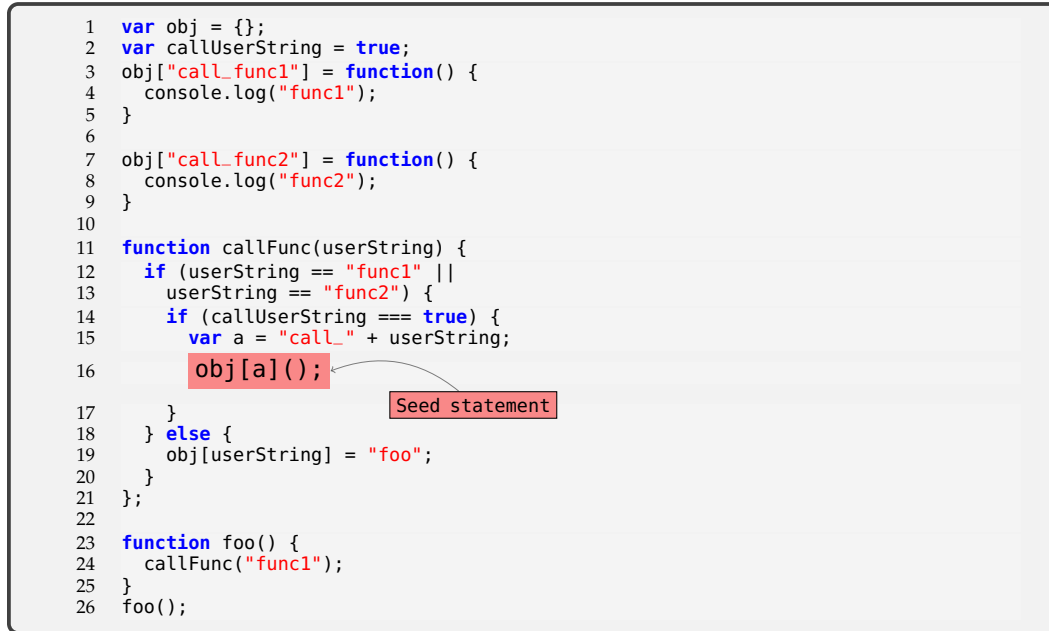 1 var obj = {};
2 var callUserString = true;
3 obj["call_func1"] = function() {
4   console.log("func1");
5 }
6
7 obj["call_func2"] = function() {
8   console.log("func2");
9 }
10
11 function callFunc(userString) {
12   if (userString == "func1" ||
13     userString == "func2") {
14     if (callUserString === true) {
15       var a = "call_" + userString;
16       obj[a]();
Seed statement
17     }
18   } else {
19     obj[userString] = "foo";
20   }
21 };
22
23 function foo() {
24   callFunc("func1");
25 }
26 foo();